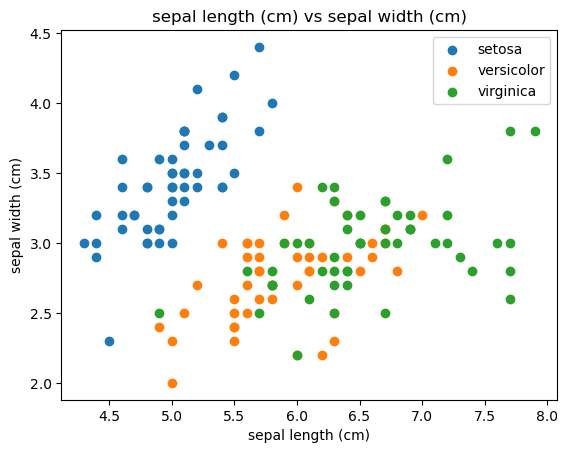 sepal length (cm) vs sepal width (cm)
setosa
versicolor
virginica
sepal width (cm)
4.5
4.0
3.5
3.0
2.5
2.0
4.5 5.0 5.5 6.0 6.5 7.0 7.5 8.0
sepal length (cm)